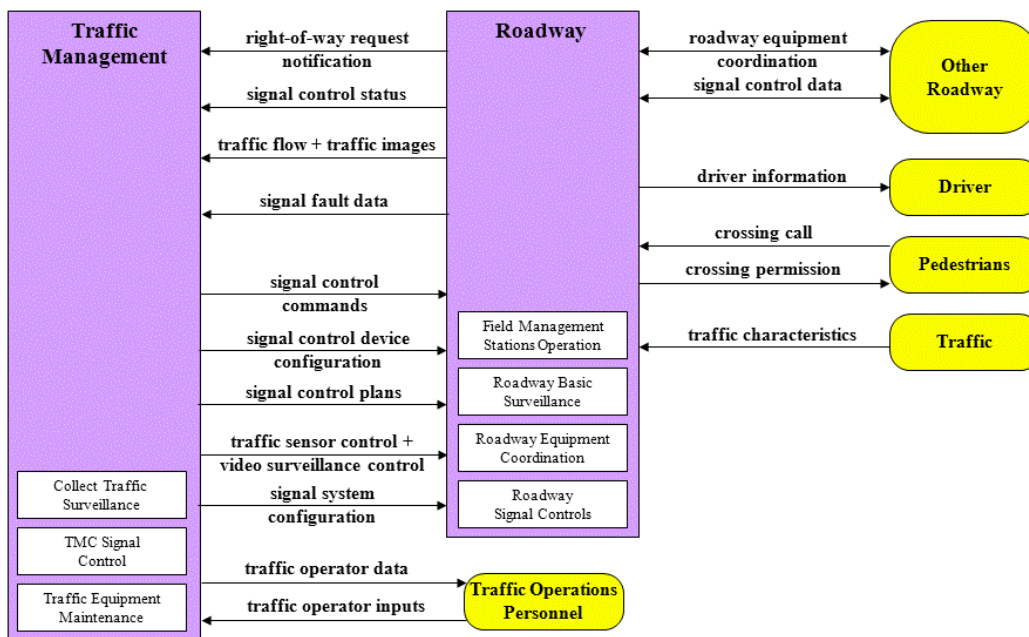 Traffic
Management
Roadway
right-of-way request
notification
signal control status
traffic flow + traffic images
signal fault data
signal control
commands
signal control device
configuration
signal control plans
traffic sensor control +
video surveillance control
signal system
configuration
traffic operator data
traffic operator inputs
Collect Traffic
Surveillance
TMC Signal
Control
Traffic Equipment
Maintenance
Field Management
Stations Operation
Roadway Basic
Surveillance
Roadway Equipment
Coordination
Roadway
Signal Controls
Traffic Operations
Personnel
roadway equipment
coordination
signal control data
driver information
crossing call
crossing permission
traffic characteristics
Other
Roadway
Driver
Pedestrians
Traffic